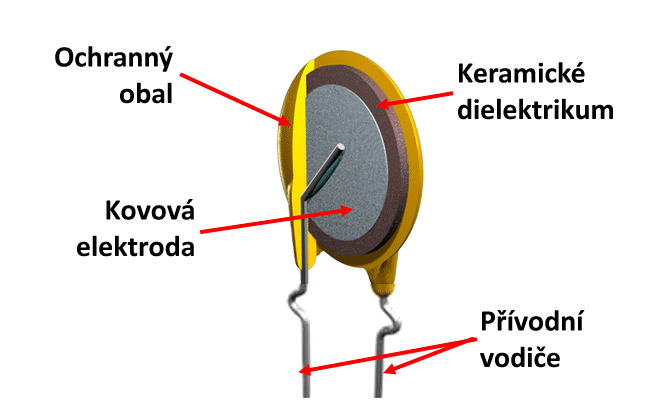 Ochranný
obal
Keramické
dielektrikum
Kovová
elektroda
Přívodní
vodiče